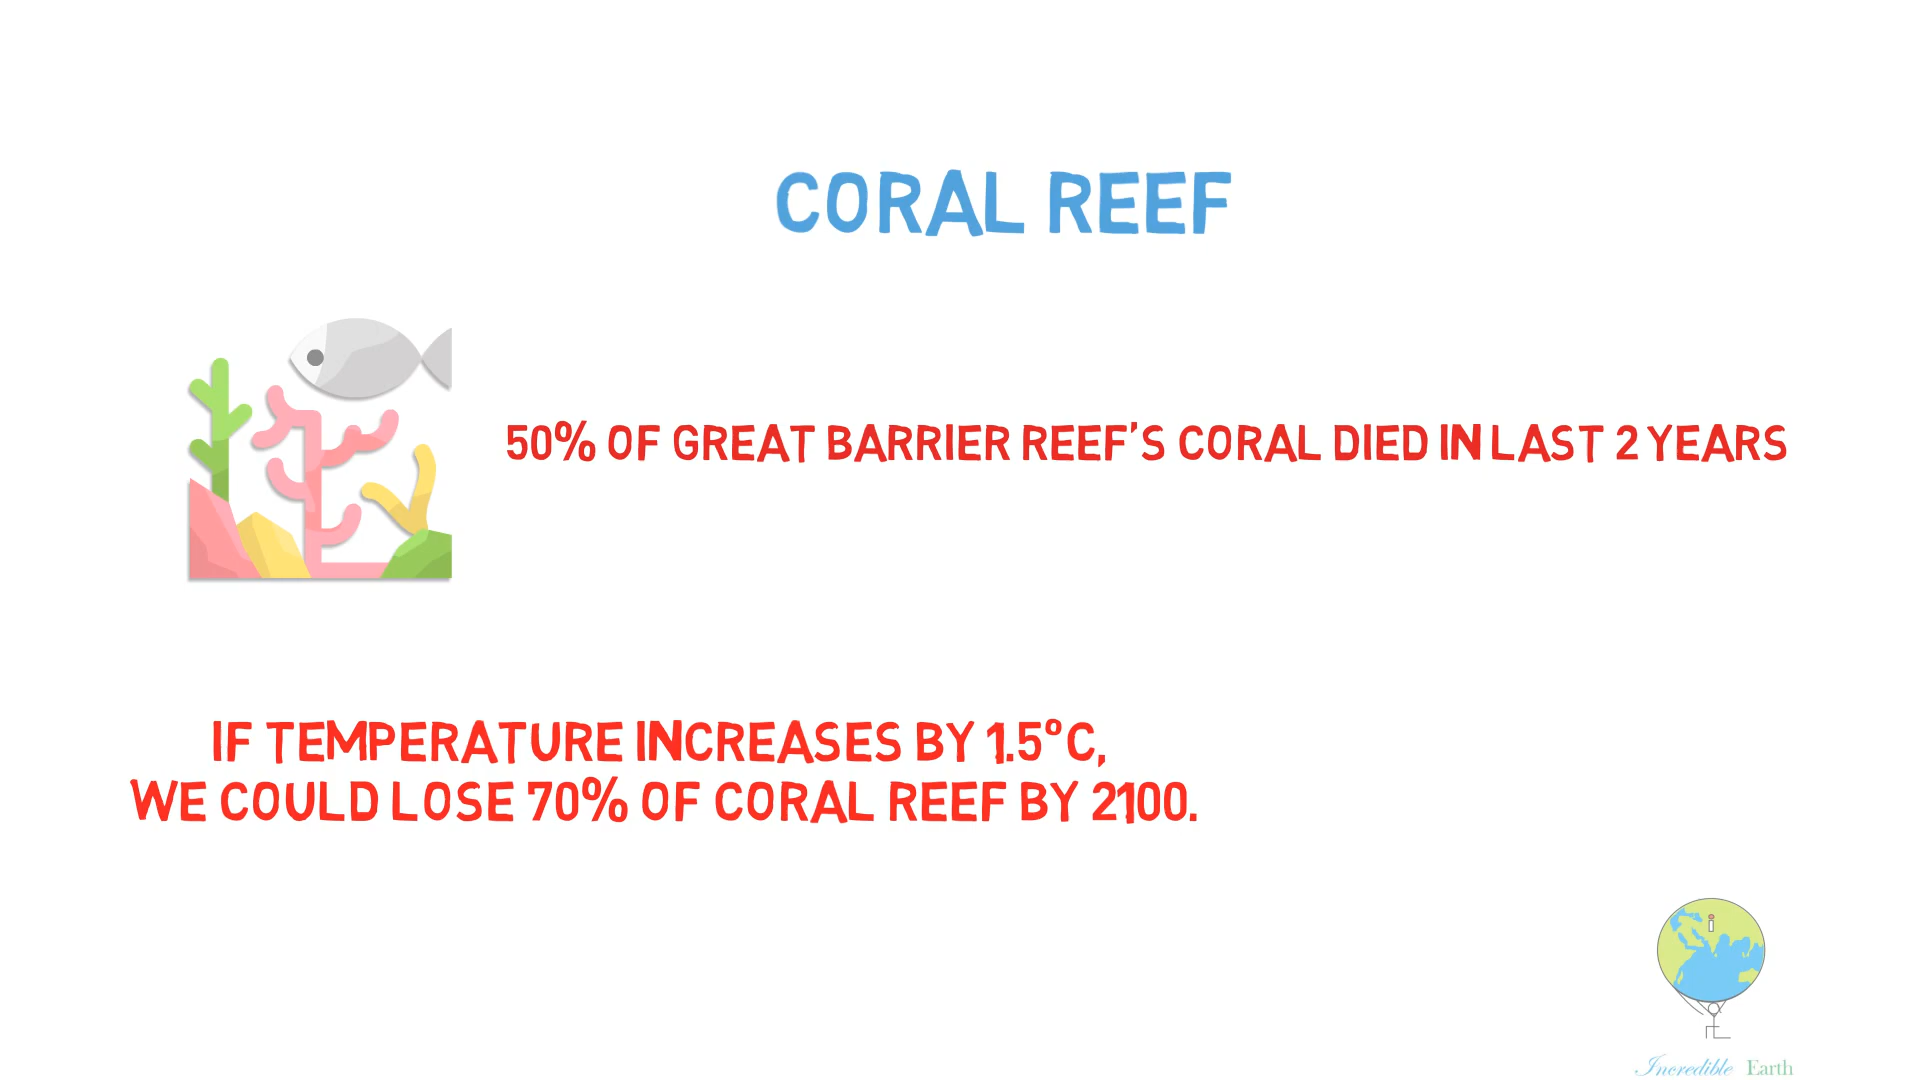 CORAL REEF
50% OF GREAT BARRIER REEF'S CORAL DIED IN LAST 2 YEARS
IF TEMPERATURE INCREASES BY 1.5°C,
WE COULD LOSE 70% OF CORAL REEF BY 2100.
i
Incredible Earth